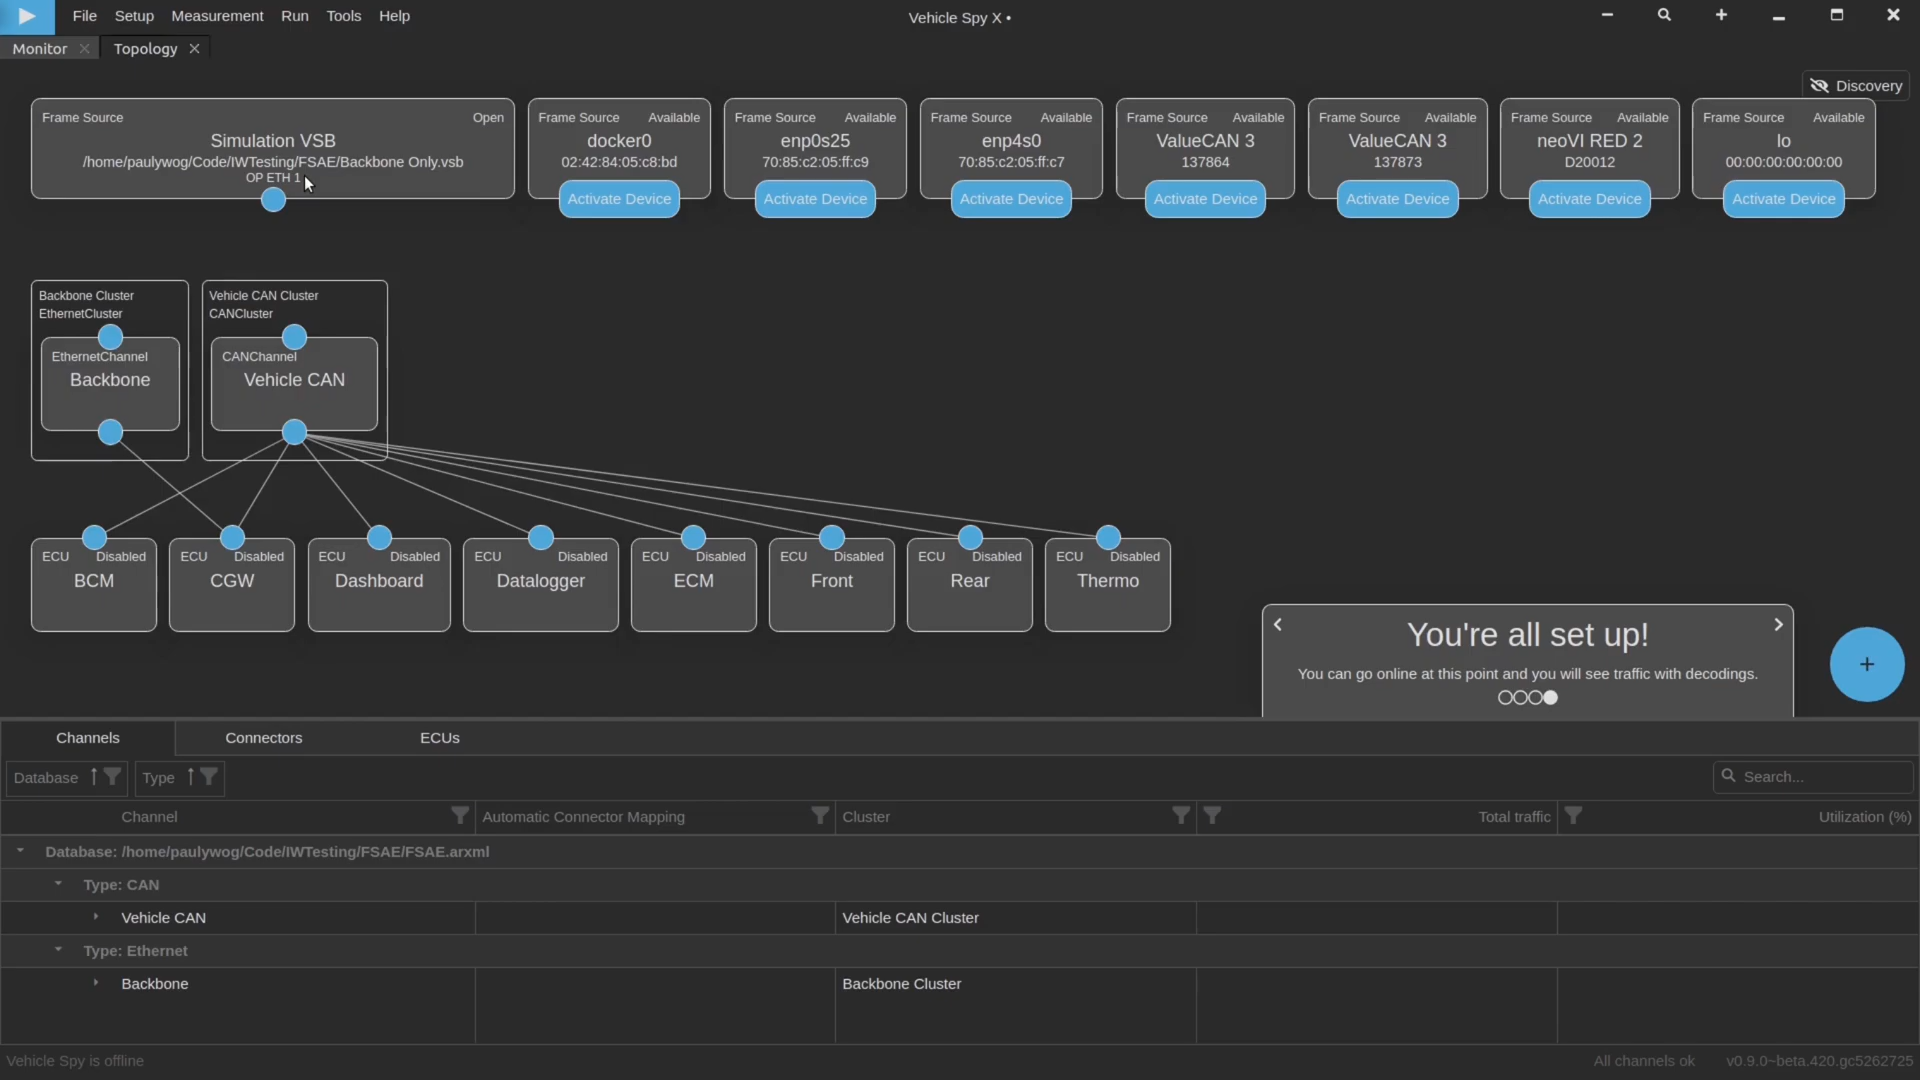 File Setup Measurement Run Tools Help
Vehicle Spy X •
Monitor
Topology
Discovery
Frame Source Open
Simulation VSB
/home/paulywog/Code/IWTesting/FSAE/Backbone Only.vsb
OP ETH 1
Frame Source Available
docker0
02:42:84:05:c8:bd
Activate Device
Frame Source Available
enp0s25
70:85:c2:05:ff:c9
Activate Device
Frame Source Available
enp4s0
70:85:c2:05:ff:c7
Activate Device
Frame Source Available
ValueCAN 3
137864
Activate Device
Frame Source Available
ValueCAN 3
137873
Activate Device
Frame Source Available
neoVI RED 2
D20012
Activate Device
Frame Source Available
lo
00:00:00:00:00:00
Activate Device
Backbone Cluster
EthernetCluster
EthernetChannel
Backbone
Vehicle CAN Cluster
CANCluster
CANChannel
Vehicle CAN
ECU Disabled
BCM
ECU Disabled
CGW
ECU Disabled
Dashboard
ECU Disabled
Datalogger
ECU Disabled
ECM
ECU Disabled
Front
ECU Disabled
Rear
ECU Disabled
Thermo
You're all set up!
You can go online at this point and you will see traffic with decodings.
Channels Connectors ECUs
Database Type Search...
Channel Automatic Connector Mapping Cluster Total traffic Utilization (%)
Database: /home/paulywog/Code/IWTesting/FSAE/FSAE.arxml
Type: CAN
Vehicle CAN Vehicle CAN Cluster
Type: Ethernet
Backbone Backbone Cluster
Vehicle Spy is offline All channels ok v0.9.0~beta.420.gc5262725